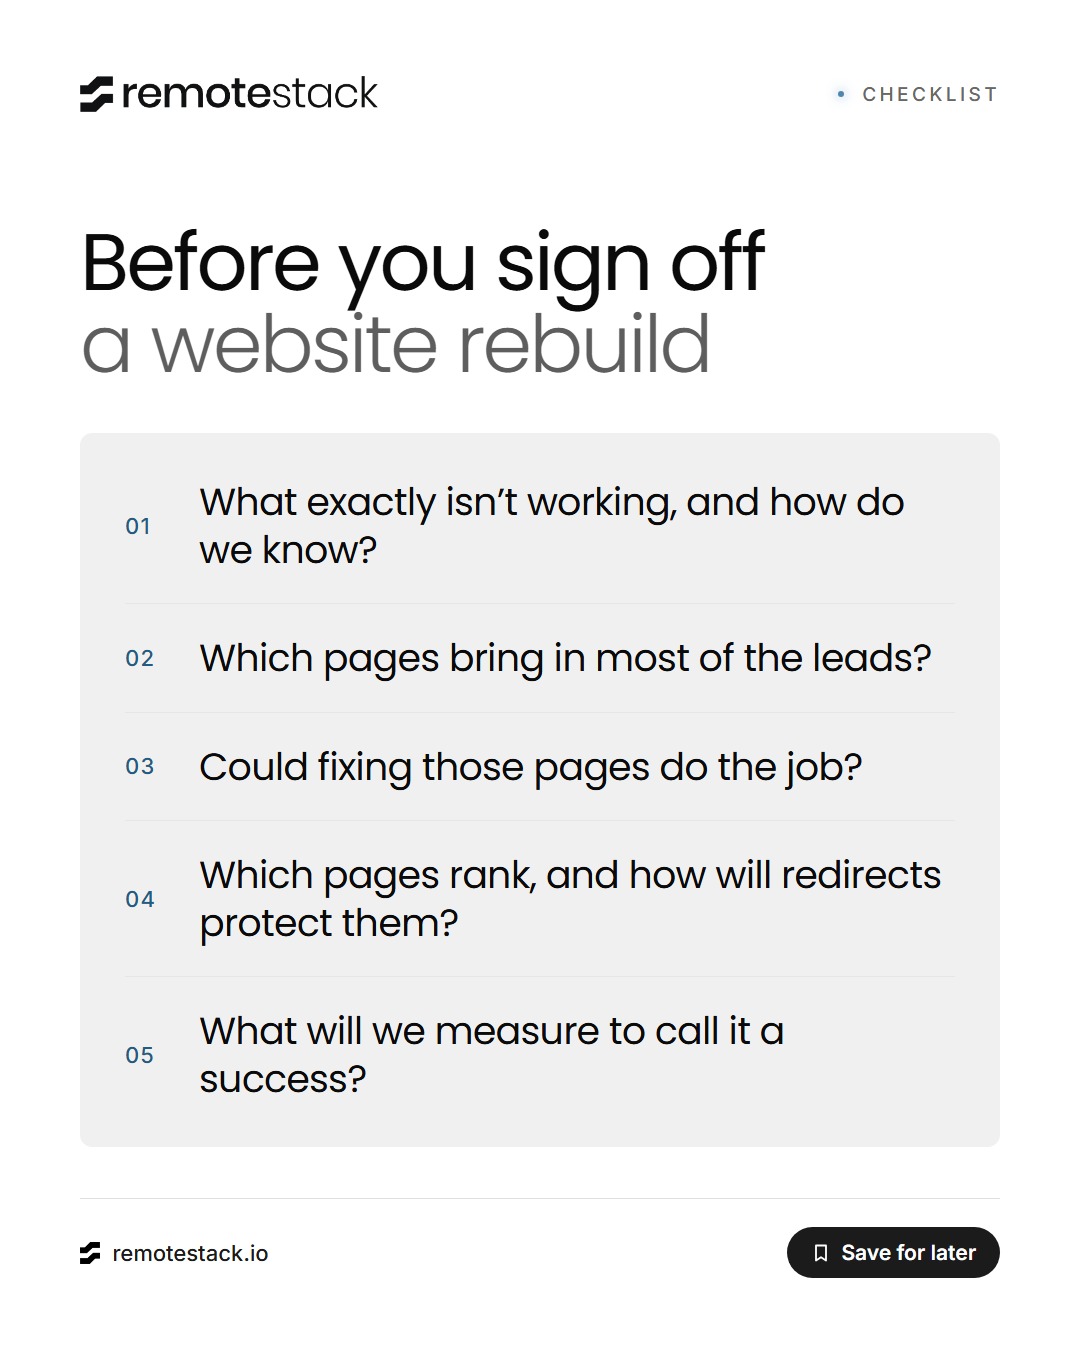 remotestack
CHECKLIST
Before you sign off
a website rebuild
01 What exactly isn’t working, and how do
we know?
02 Which pages bring in most of the leads?
03 Could fixing those pages do the job?
04 Which pages rank, and how will redirects
protect them?
05 What will we measure to call it a
success?
remotestack.io
Save for later